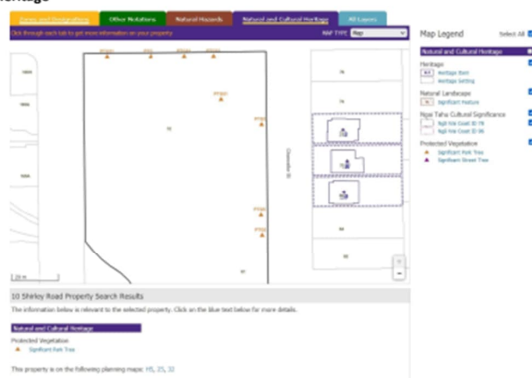 Heritage
Zones and Designations
Other Notations
Natural Hazards
Natural and Cultural Heritage
All Layers
Click through each tab to get more information on your property
MAP TYPE Map
Map Legend
Select All
Natural and Cultural Heritage
Heritage
Heritage Item
Heritage Setting
Natural Landscape
Significant Feature
Ngai Tahu Cultural Significance
Protected Vegetation
Significant Park Tree
Significant Street Tree
Chancellor St
20 m
+
−
10 Shirley Road Property Search Results
The information below is relevant to the selected property. Click on the blue text below for more details.
Natural and Cultural Heritage
Protected Vegetation
Significant Park Tree
This property is on the following planning maps: H5, 25, 32